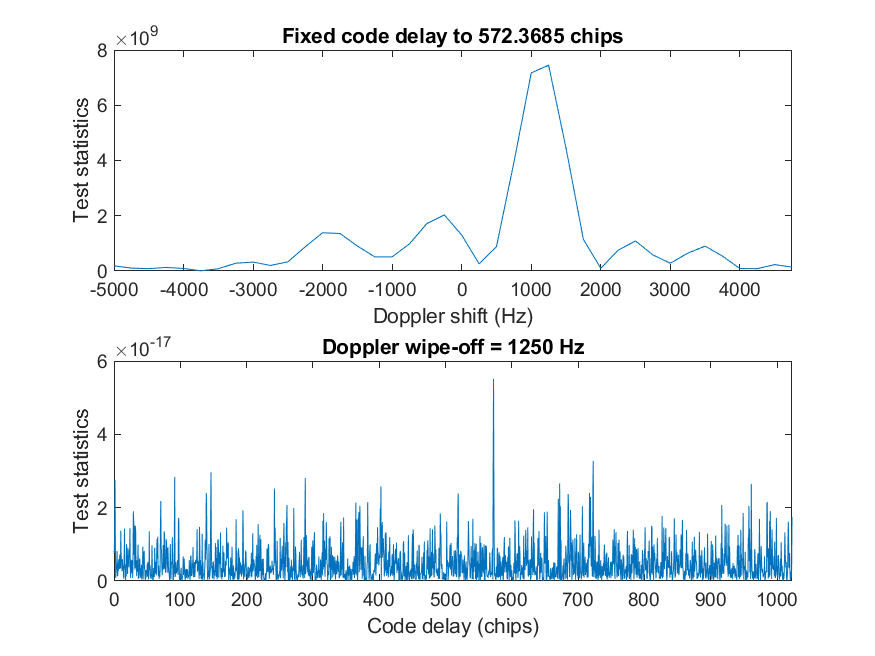 ×10^9
Fixed code delay to 572.3685 chips
8
6
4
2
0
Test statistics
-5000 -4000 -3000 -2000 -1000 0 1000 2000 3000 4000
Doppler shift (Hz)
×10^-17
Doppler wipe-off = 1250 Hz
6
4
2
0
Test statistics
0 100 200 300 400 500 600 700 800 900 1000
Code delay (chips)